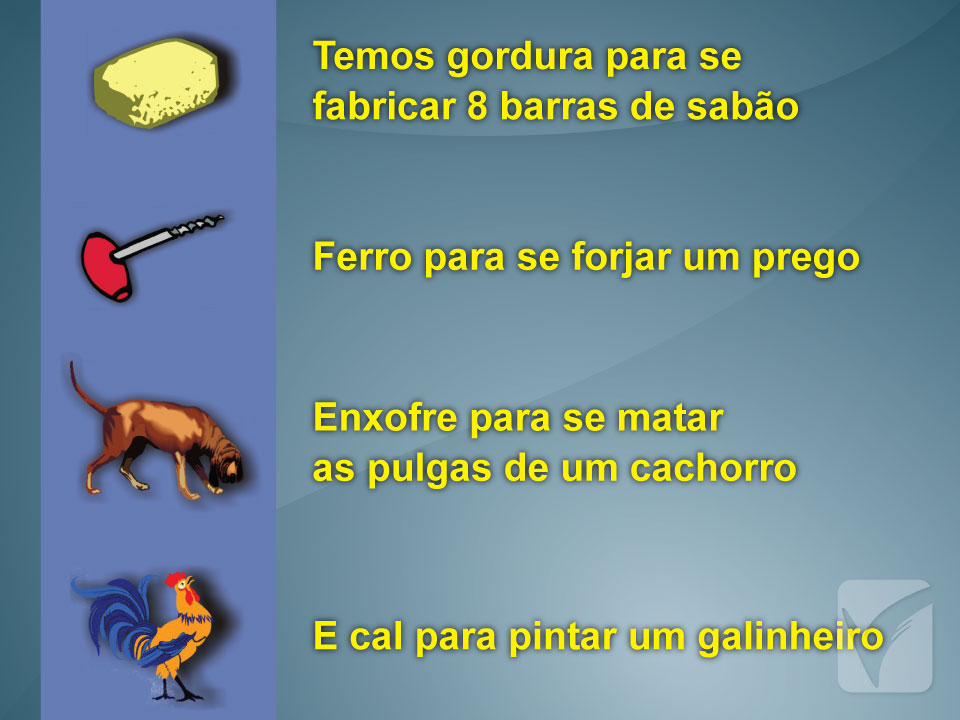 Temos gordura para se
fabricar 8 barras de sabão
Ferro para se forjar um prego
Enxofre para se matar
as pulgas de um cachorro
E cal para pintar um galinheiro